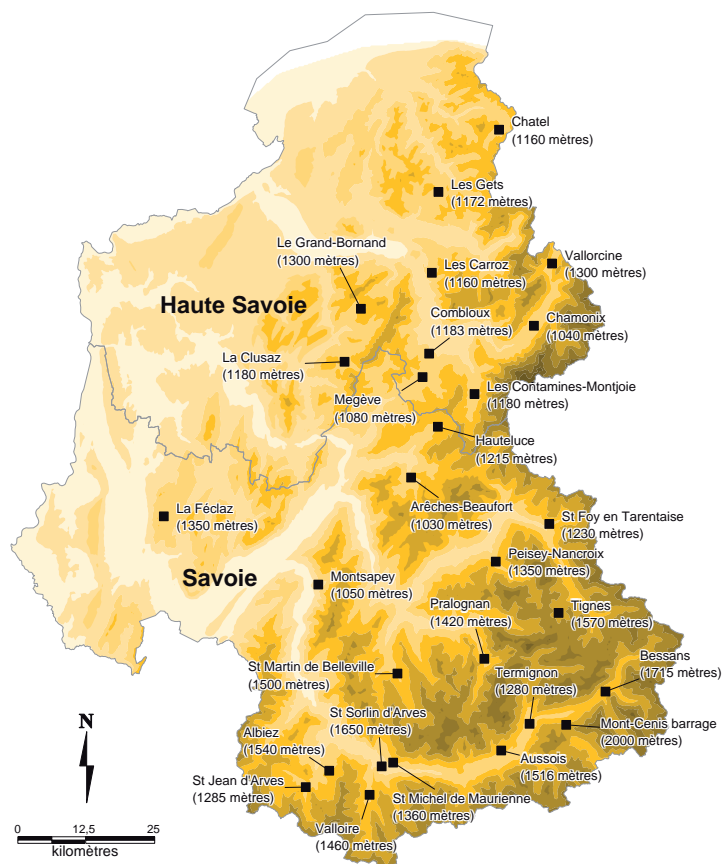 Chatel
(1160 mètres)
Les Gets
(1172 mètres)
Le Grand-Bornand
(1300 mètres)
Vallorcine
(1300 mètres)
Les Carroz
(1160 mètres)
Haute Savoie
Combloux
(1183 mètres)
Chamonix
(1040 mètres)
La Clusaz
(1180 mètres)
Megève
(1080 mètres)
Les Contamines-Montjoie
(1180 mètres)
Hauteluce
(1215 mètres)
La Féclaz
(1350 mètres)
Arêches-Beaufort
(1030 mètres)
St Foy en Tarentaise
(1230 mètres)
Peisey-Nancroix
(1350 mètres)
Savoie
Montsapey
(1050 mètres)
Pralognan
(1420 mètres)
Tignes
(1570 mètres)
St Martin de Belleville
(1500 mètres)
Termignon
(1280 mètres)
Bessans
(1715 mètres)
St Sorlin d'Arves
(1650 mètres)
Mont-Cenis barrage
(2000 mètres)
Albiez
(1540 mètres)
Aussois
(1516 mètres)
St Jean d'Arves
(1285 mètres)
St Michel de Maurienne
(1360 mètres)
Valloire
(1460 mètres)
N
0 12,5 25
kilomètres